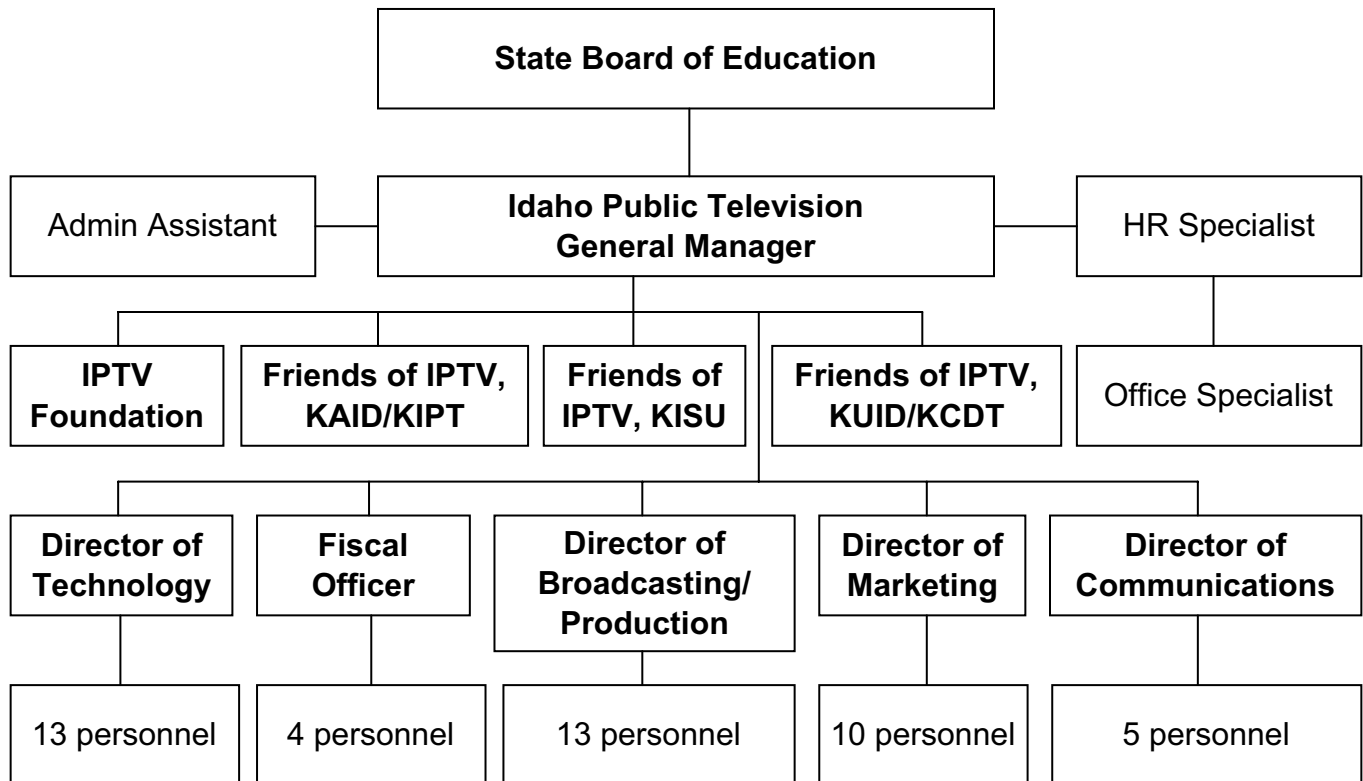 State Board of Education
Admin Assistant
Idaho Public Television
General Manager
HR Specialist
IPTV
Foundation
Friends of IPTV,
KAID/KIPT
Friends of
IPTV, KISU
Friends of IPTV,
KUID/KCDT
Office Specialist
Director of
Technology
Fiscal
Officer
Director of
Broadcasting/
Production
Director of
Marketing
Director of
Communications
13 personnel
4 personnel
13 personnel
10 personnel
5 personnel